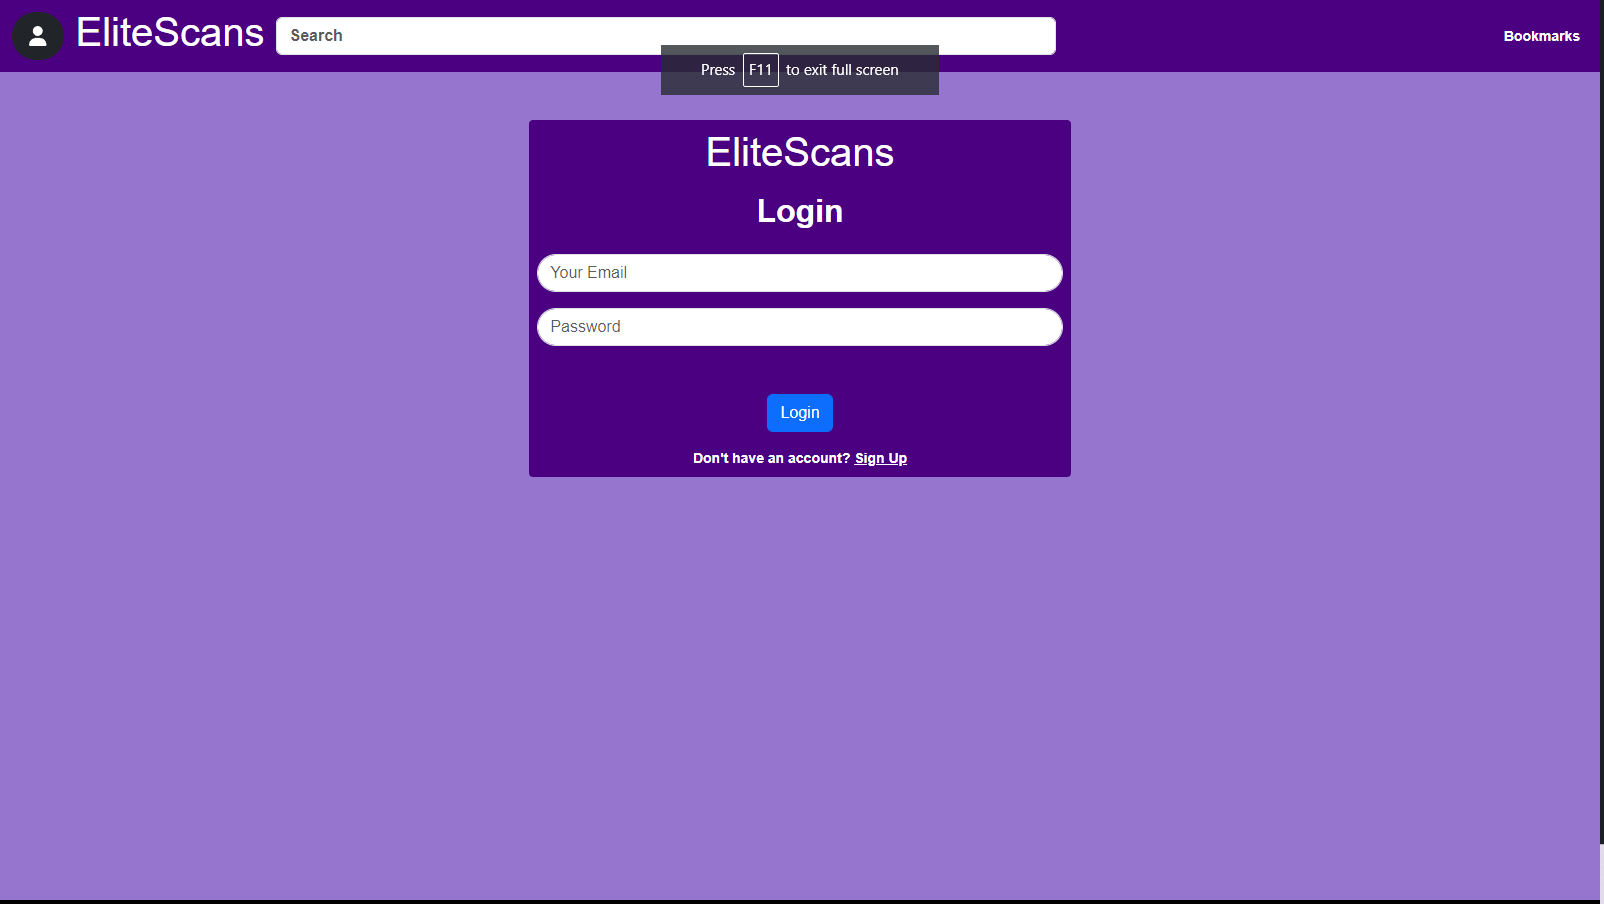 EliteScans
Search
Bookmarks
Press F11 to exit full screen
EliteScans
Login
Your Email
Password
Login
Don't have an account? Sign Up